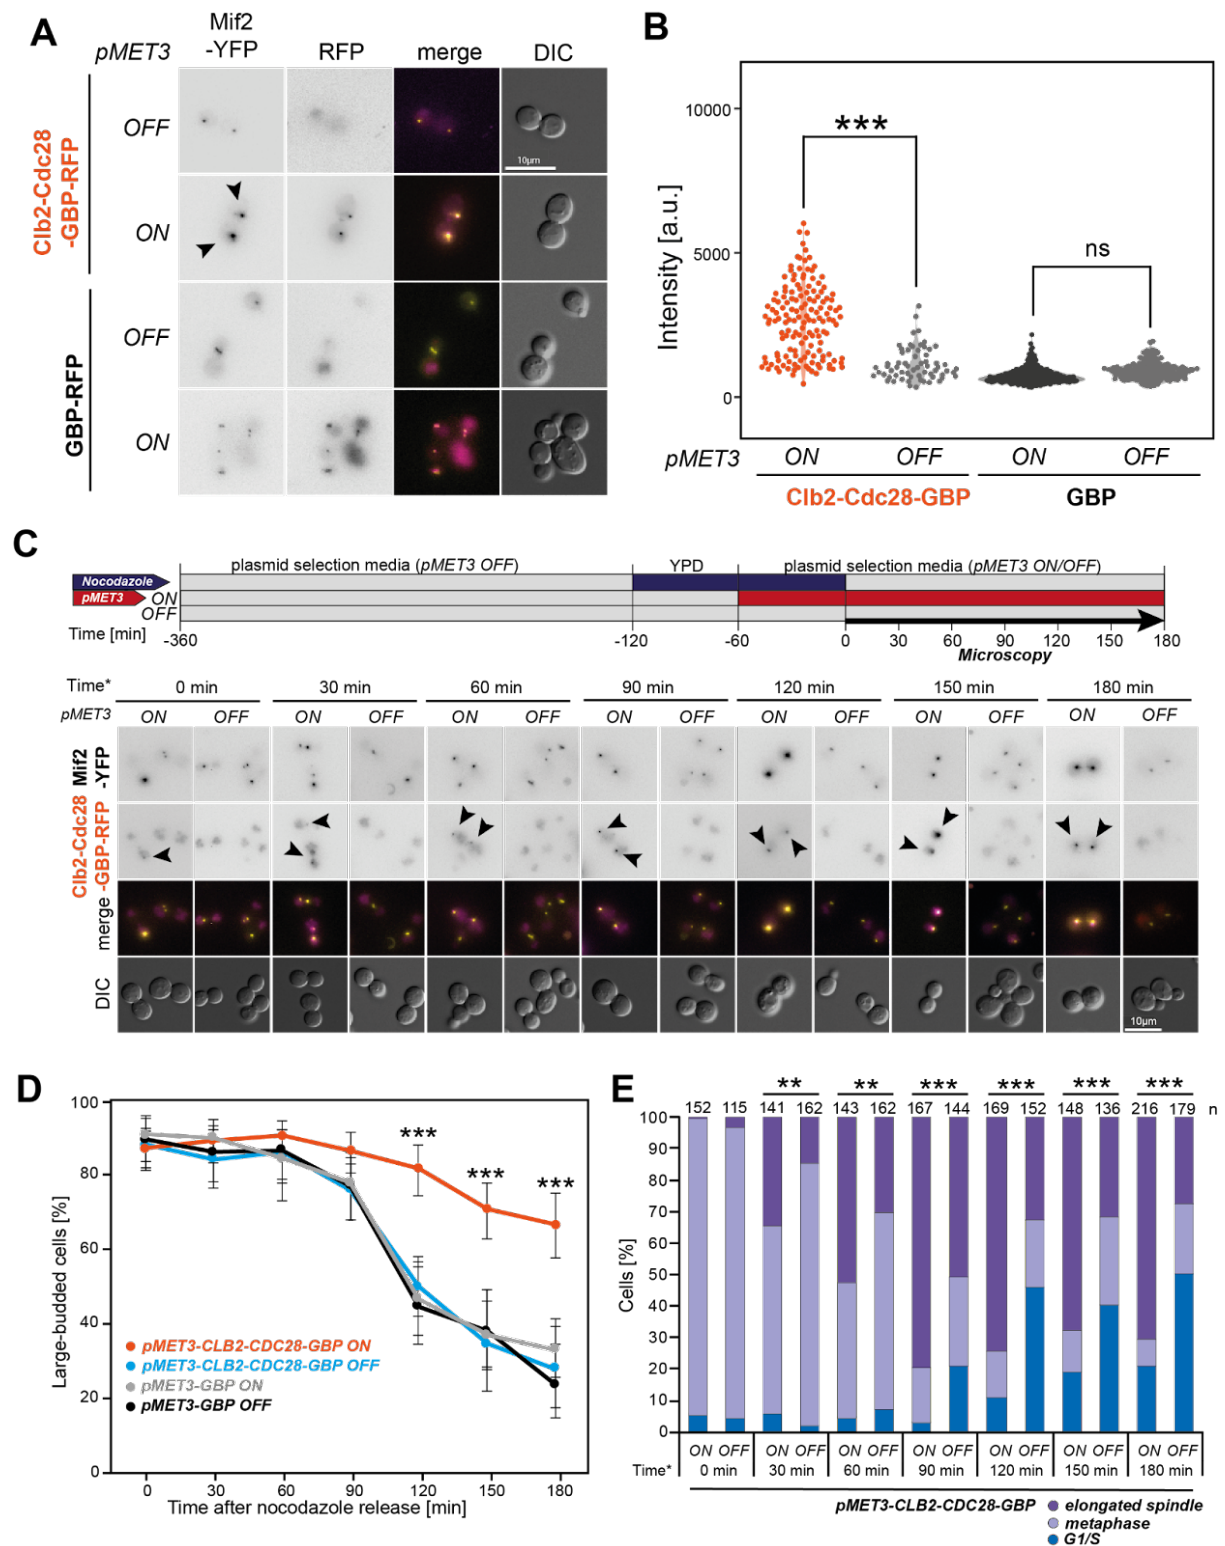 A
pMET3
Mif2
-YFP
RFP
merge
DIC
Clb2-Cdc28
-GBP-RFP
OFF
10µm
ON
GBP-RFP
OFF
ON
B
Intensity [a.u.]
10000
5000
0
***
ns
pMET3
ON
OFF
ON
OFF
Clb2-Cdc28-GBP
GBP
C
plasmid selection media (pMET3 OFF)
YPD
plasmid selection media (pMET3 ON/OFF)
Nocodazole
pMET3
ON
OFF
Time [min]
-360
-120
-60
0
30
60
90
120
150
180
Microscopy
Time*
0 min
30 min
60 min
90 min
120 min
150 min
180 min
pMET3
ON
OFF
ON
OFF
ON
OFF
ON
OFF
ON
OFF
ON
OFF
ON
OFF
Mif2
-YFP
Clb2-Cdc28
-GBP-RFP
merge
DIC
10µm
D
Large-budded cells [%]
100
80
60
40
20
0
***
***
***
pMET3-CLB2-CDC28-GBP ON
pMET3-CLB2-CDC28-GBP OFF
pMET3-GBP ON
pMET3-GBP OFF
0
30
60
90
120
150
180
Time after nocodazole release [min]
E
** ** *** *** *** ***
152 115 141 162 143 162 167 144 169 152 148 136 216 179 n
Cells [%]
100
90
80
70
60
50
40
30
20
10
0
ON OFF ON OFF ON OFF ON OFF ON OFF ON OFF ON OFF
Time*
0 min
30 min
60 min
90 min
120 min
150 min
180 min
pMET3-CLB2-CDC28-GBP
elongated spindle
metaphase
G1/S